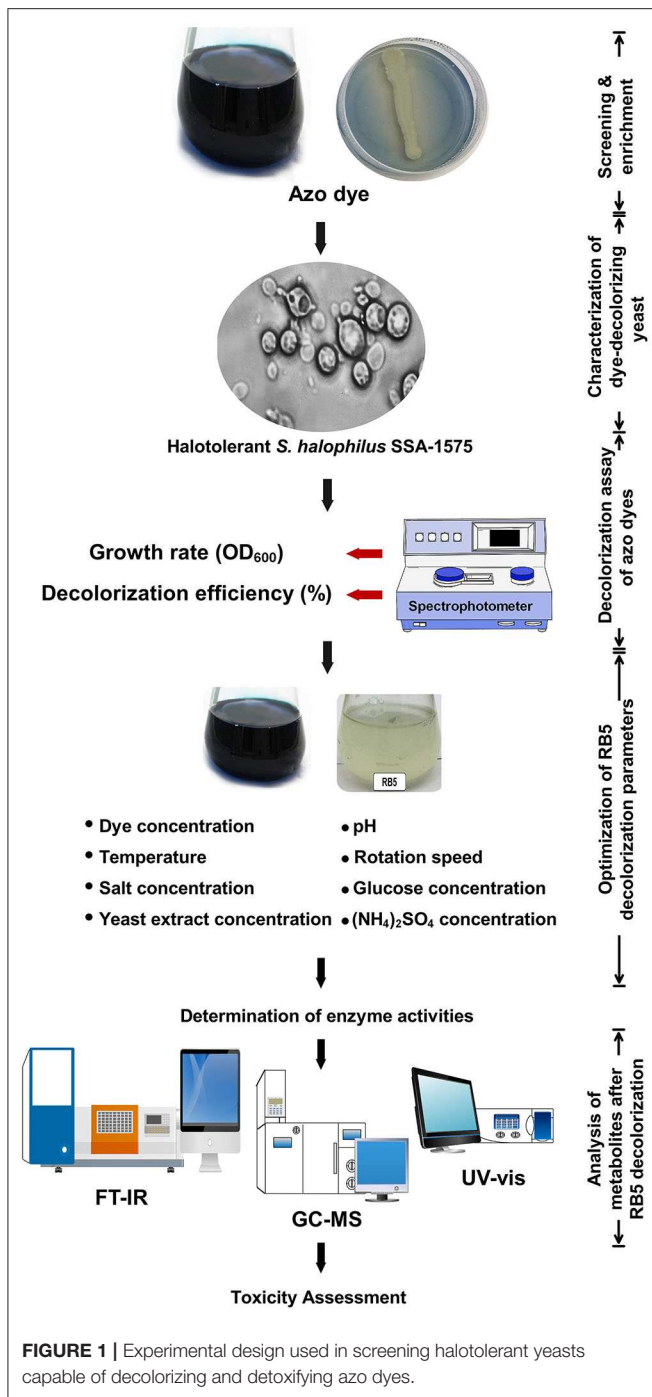 Azo dye
Screening &
enrichment
Characterization of
dye-decolorizing
yeast
Halotolerant S. halophilus SSA-1575
Growth rate (OD600)
Decolorization efficiency (%)
Spectrophotometer
Decolorization assay
of azo dyes
RB5
• Dye concentration
• Temperature
• Salt concentration
• Yeast extract concentration
• pH
• Rotation speed
• Glucose concentration
• (NH4)2SO4 concentration
Optimization of RB5
decolorization parameters
Determination of enzyme activities
FT-IR
GC-MS
UV-vis
Analysis of
metabolites after
RB5 decolorization
Toxicity Assessment
FIGURE 1 | Experimental design used in screening halotolerant yeasts
capable of decolorizing and detoxifying azo dyes.